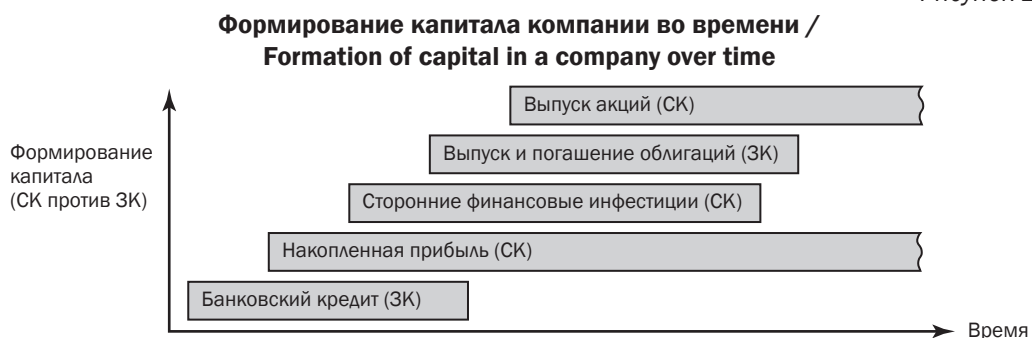 Формирование капитала компании во времени /
Formation of capital in a company over time
Выпуск акций (СК)
Формирование
капитала
(СК против ЗК)
Выпуск и погашение облигаций (ЗК)
Сторонние финансовые инфестиции (СК)
Накопленная прибыль (СК)
Банковский кредит (ЗК)
Время